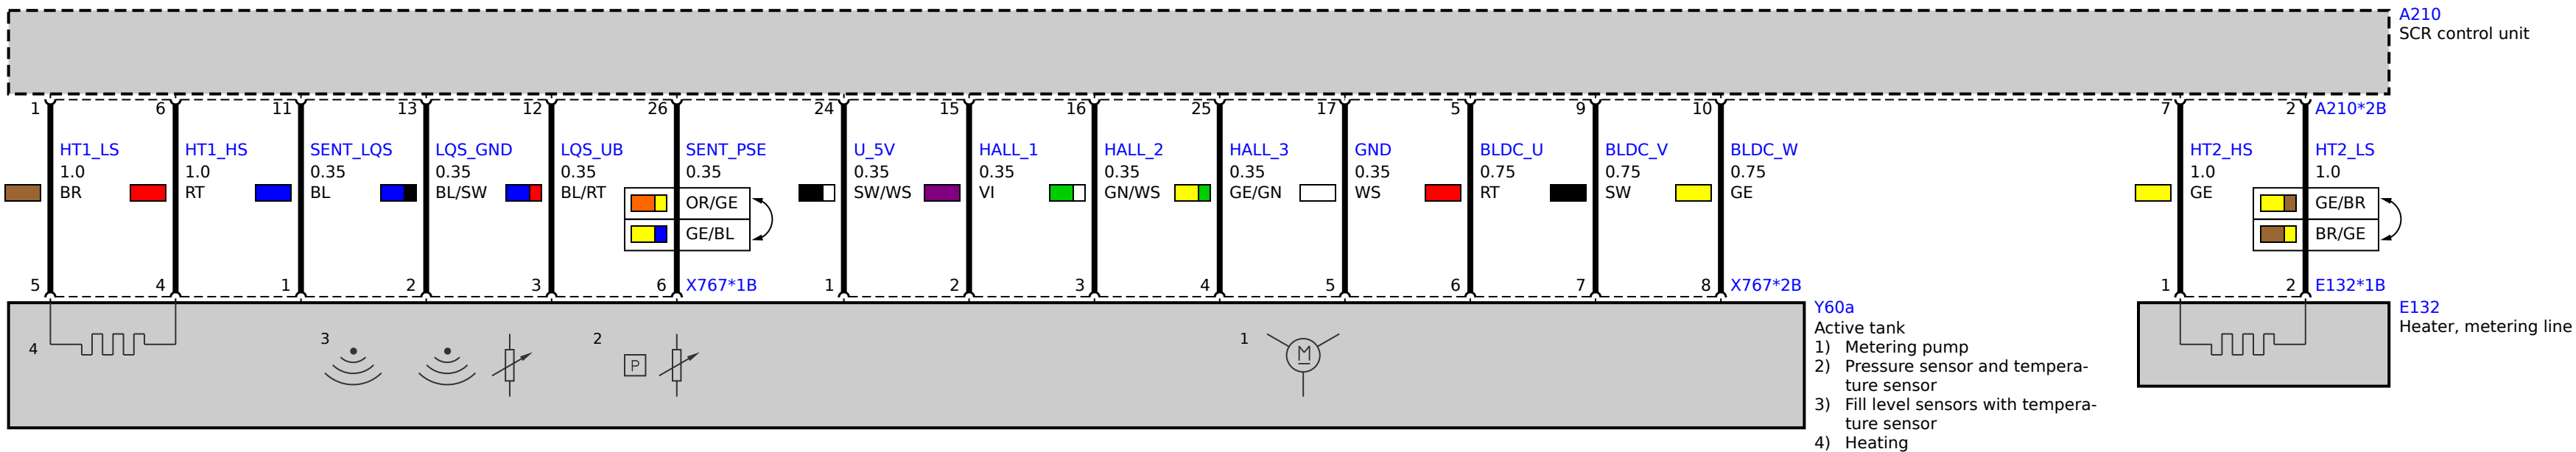 A210
SCR control unit
1 6 11 13 12 26 24 15 16 25 17 5 9 10 7 2 A210*2B
HT1_LS HT1_HS SENT_LQS LQS_GND LQS_UB SENT_PSE U_5V HALL_1 HALL_2 HALL_3 GND BLDC_U BLDC_V BLDC_W HT2_HS HT2_LS
1.0 1.0 0.35 0.35 0.35 0.35 0.35 0.35 0.35 0.35 0.35 0.75 0.75 0.75 1.0 1.0
BR RT BL BL/SW BL/RT SW/WS VI GN/WS GE/GN WS RT SW GE GE
OR/GE GE/BR
GE/BL BR/GE
5 4 1 2 3 6 X767*1B 1 2 3 4 5 6 7 8 X767*2B 1 2 E132*1B
Y60a
Active tank
1) Metering pump
2) Pressure sensor and tempera-
ture sensor
3) Fill level sensors with tempera-
ture sensor
4) Heating
E132
Heater, metering line
4
3
2
P
1
M